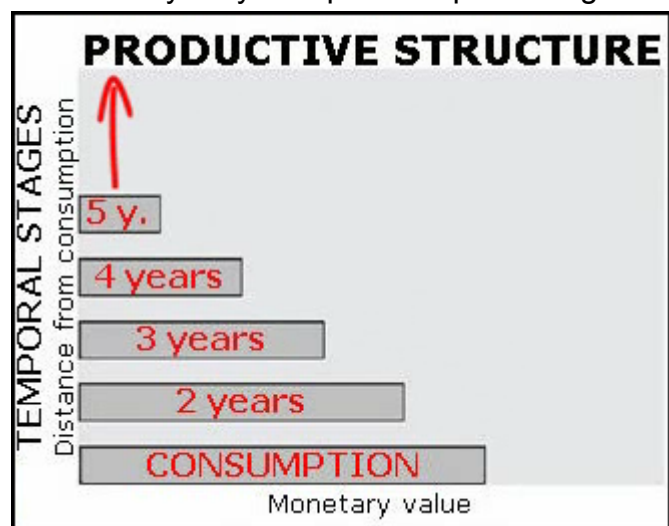 PRODUCTIVE STRUCTURE
TEMPORAL STAGES
Distance from consumption
5 y.
4 years
3 years
2 years
CONSUMPTION
Monetary value